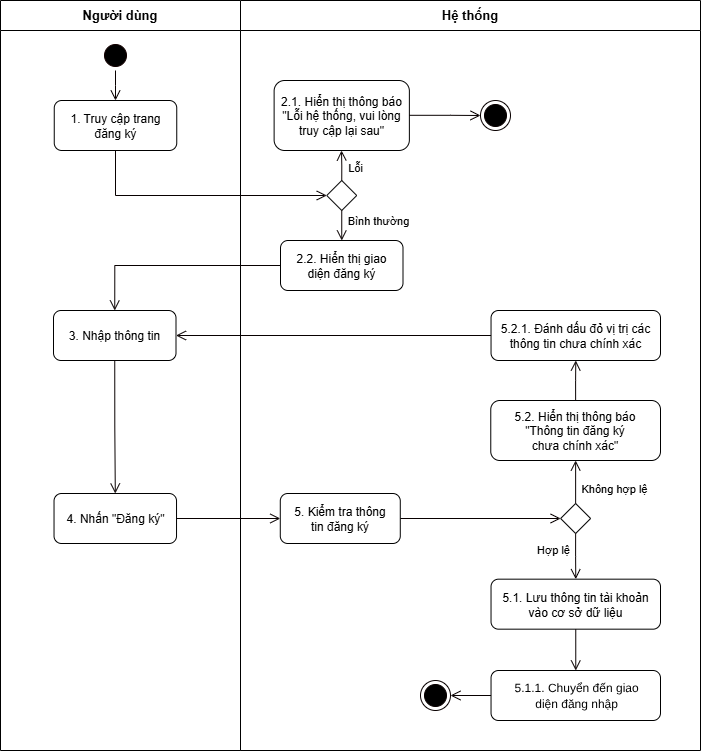 Người dùng
Hệ thống
1. Truy cập trang
đăng ký
2.1. Hiển thị thông báo
"Lỗi hệ thống, vui lòng
truy cập lại sau"
Lỗi
Bình thường
2.2. Hiển thị giao
diện đăng ký
3. Nhập thông tin
5.2.1. Đánh dấu đỏ vị trị các
thông tin chưa chính xác
5.2. Hiển thị thông báo
"Thông tin đăng ký
chưa chính xác"
Không hợp lệ
4. Nhấn "Đăng ký"
5. Kiểm tra thông
tin đăng ký
Hợp lệ
5.1. Lưu thông tin tài khoản
vào cơ sở dữ liệu
5.1.1. Chuyển đến giao
diện đăng nhập